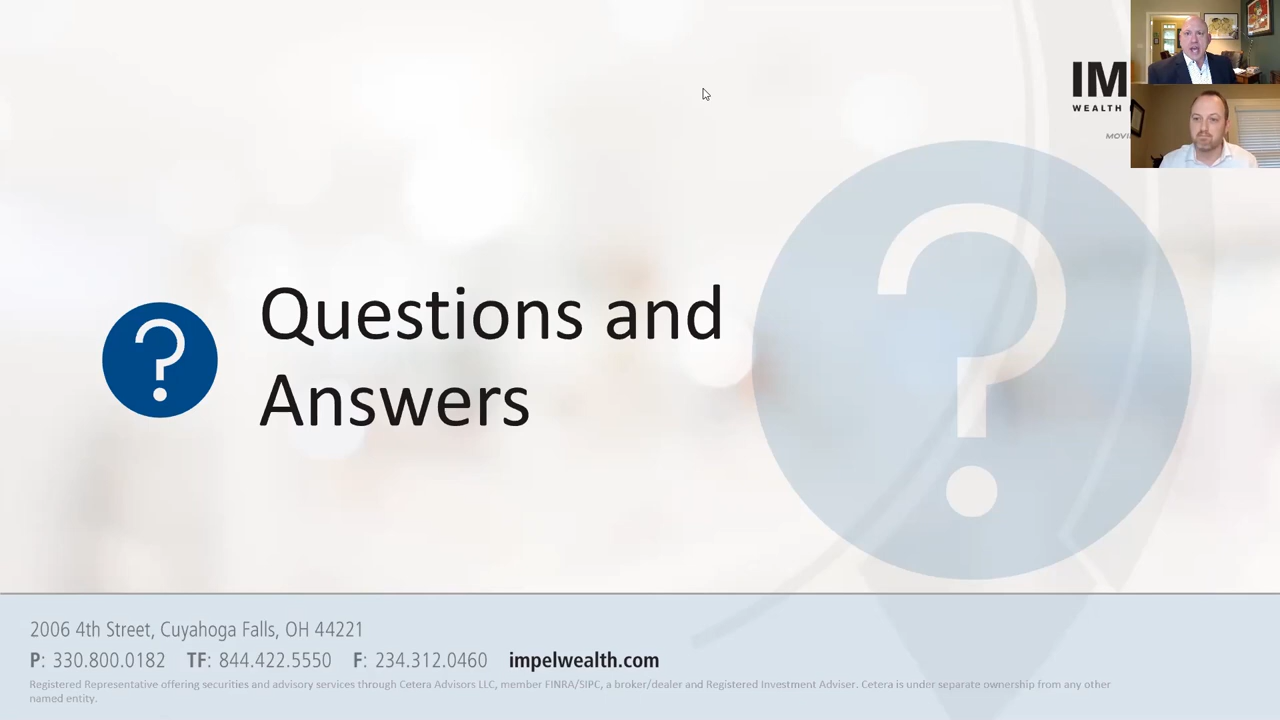 IM
WEALTH
MOVI
Questions and
Answers
2006 4th Street, Cuyahoga Falls, OH 44221
P: 330.800.0182 TF: 844.422.5550 F: 234.312.0460 impelwealth.com
Registered Representative offering securities and advisory services through Cetera Advisors LLC, member FINRA/SIPC, a broker/dealer and Registered Investment Adviser. Cetera is under separate ownership from any other
named entity.